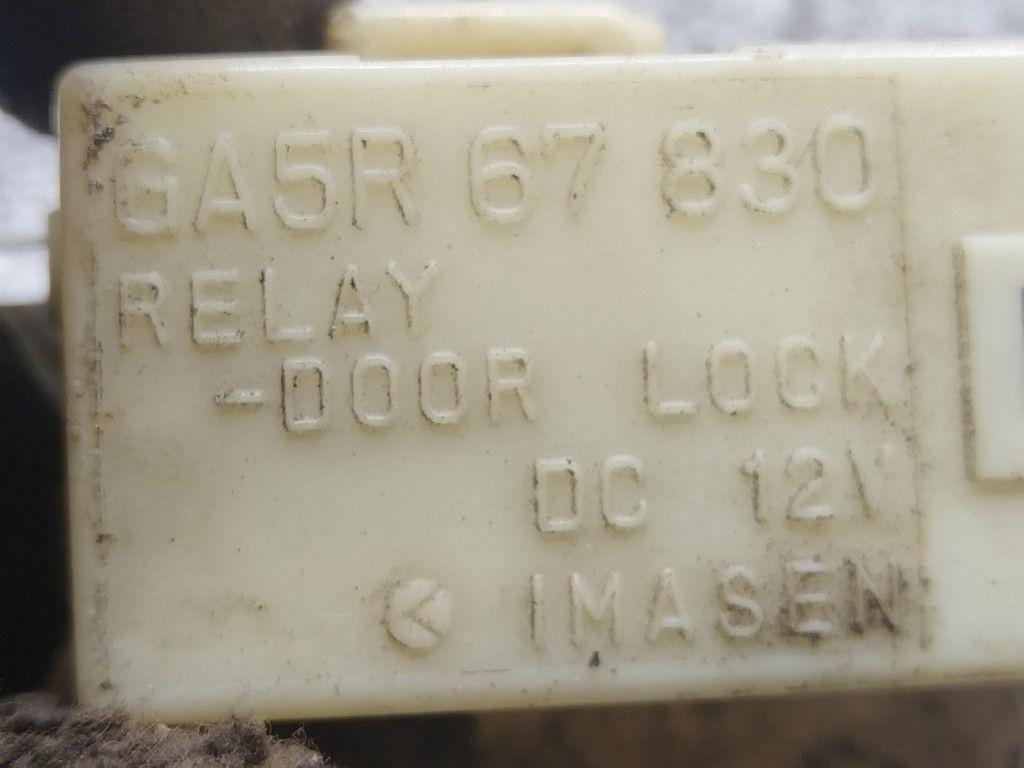 GA5R 67 830
RELAY
-DOOR LOCK
DC 12V
IMASEN